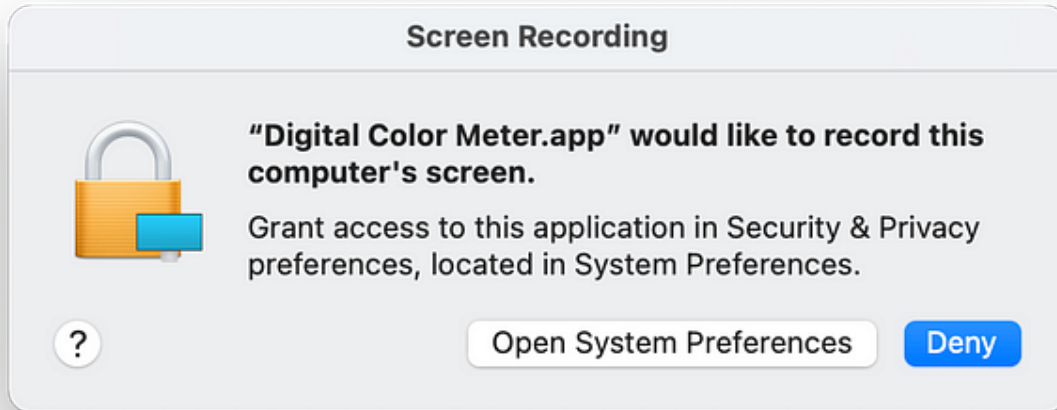 Screen Recording
“Digital Color Meter.app” would like to record this
computer's screen.
Grant access to this application in Security & Privacy
preferences, located in System Preferences.
?
Open System Preferences
Deny